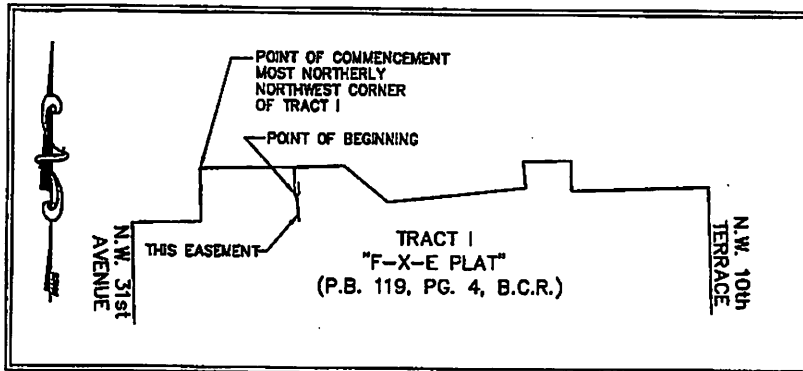 POINT OF COMMENCEMENT
MOST NORTHERLY
NORTHWEST CORNER
OF TRACT I
POINT OF BEGINNING
THIS EASEMENT
N.W. 31st
AVENUE
TRACT I
"F-X-E PLAT"
(P.B. 119, PG. 4, B.C.R.)
N.W. 10th
TERRACE